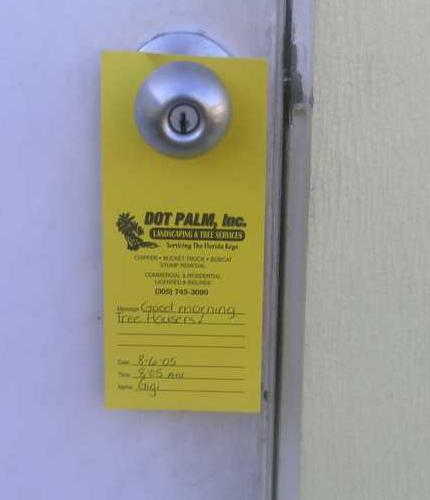 DOT PALM, Inc.
LANDSCAPING & TREE SERVICES
Servicing The Florida Keys
CHIPPER • BUCKET TRUCK • BOBCAT
STUMP REMOVAL
COMMERCIAL & RESIDENTIAL
LICENSED & INSURED
(305) 743-3090
Message Good morning
Tree Housers!
Date 8-6-05
Time 8:05 AM
Name Gigi